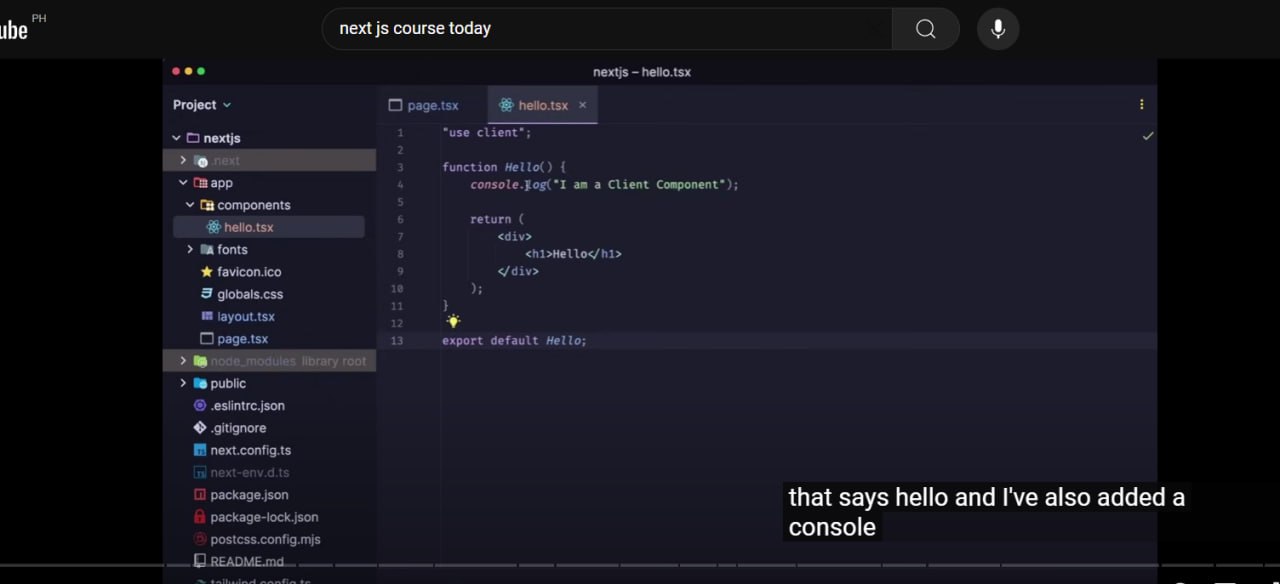 ube PH
next js course today
nextjs – hello.tsx
Project
page.tsx
hello.tsx ×
nextjs
.next
app
components
hello.tsx
fonts
favicon.ico
globals.css
layout.tsx
page.tsx
node_modules library root
public
.eslintrc.json
.gitignore
next.config.ts
next-env.d.ts
package.json
package-lock.json
postcss.config.mjs
README.md
tailwind.config.ts
1 "use client";
2
3 function Hello() {
4 console.log("I am a Client Component");
5
6 return (
7 <div>
8 <h1>Hello</h1>
9 </div>
10 );
11 }
12
13 export default Hello;
that says hello and I've also added a
console